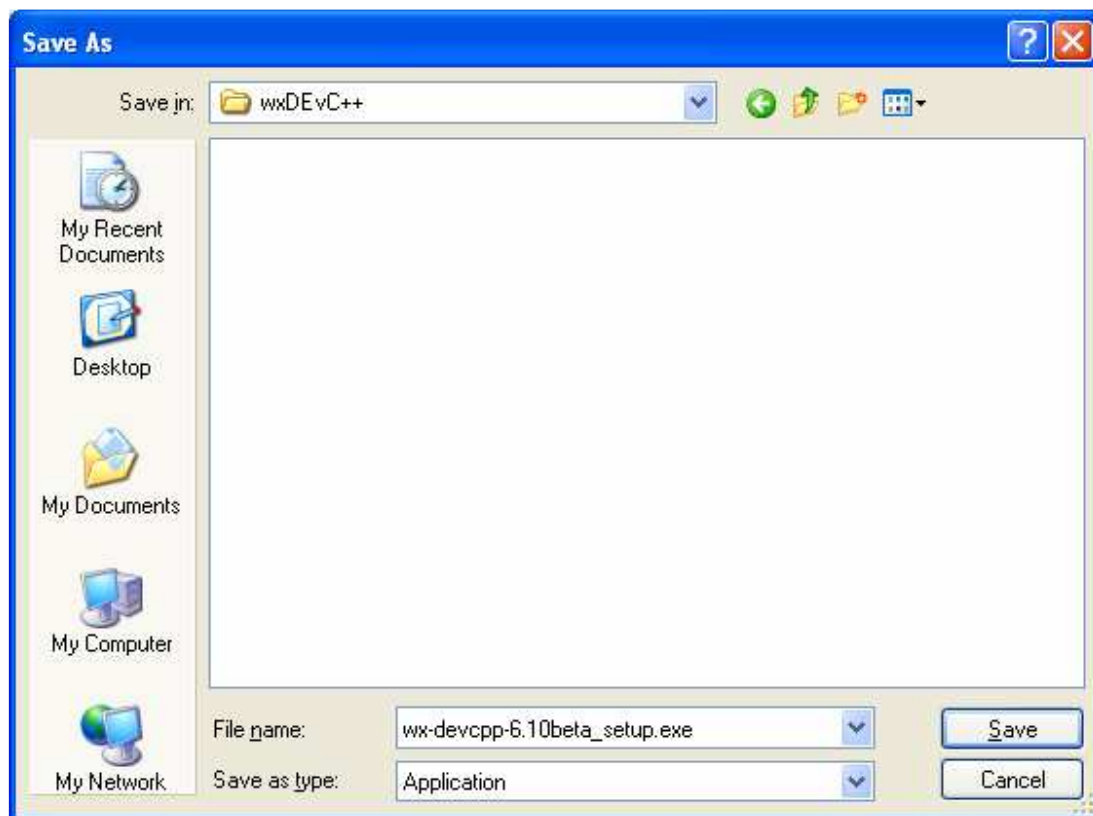 Save As
Save in:
wxDEvC++
My Recent
Documents
Desktop
My Documents
My Computer
My Network
File name:
wx-devcpp-6.10beta_setup.exe
Save
Save as type:
Application
Cancel